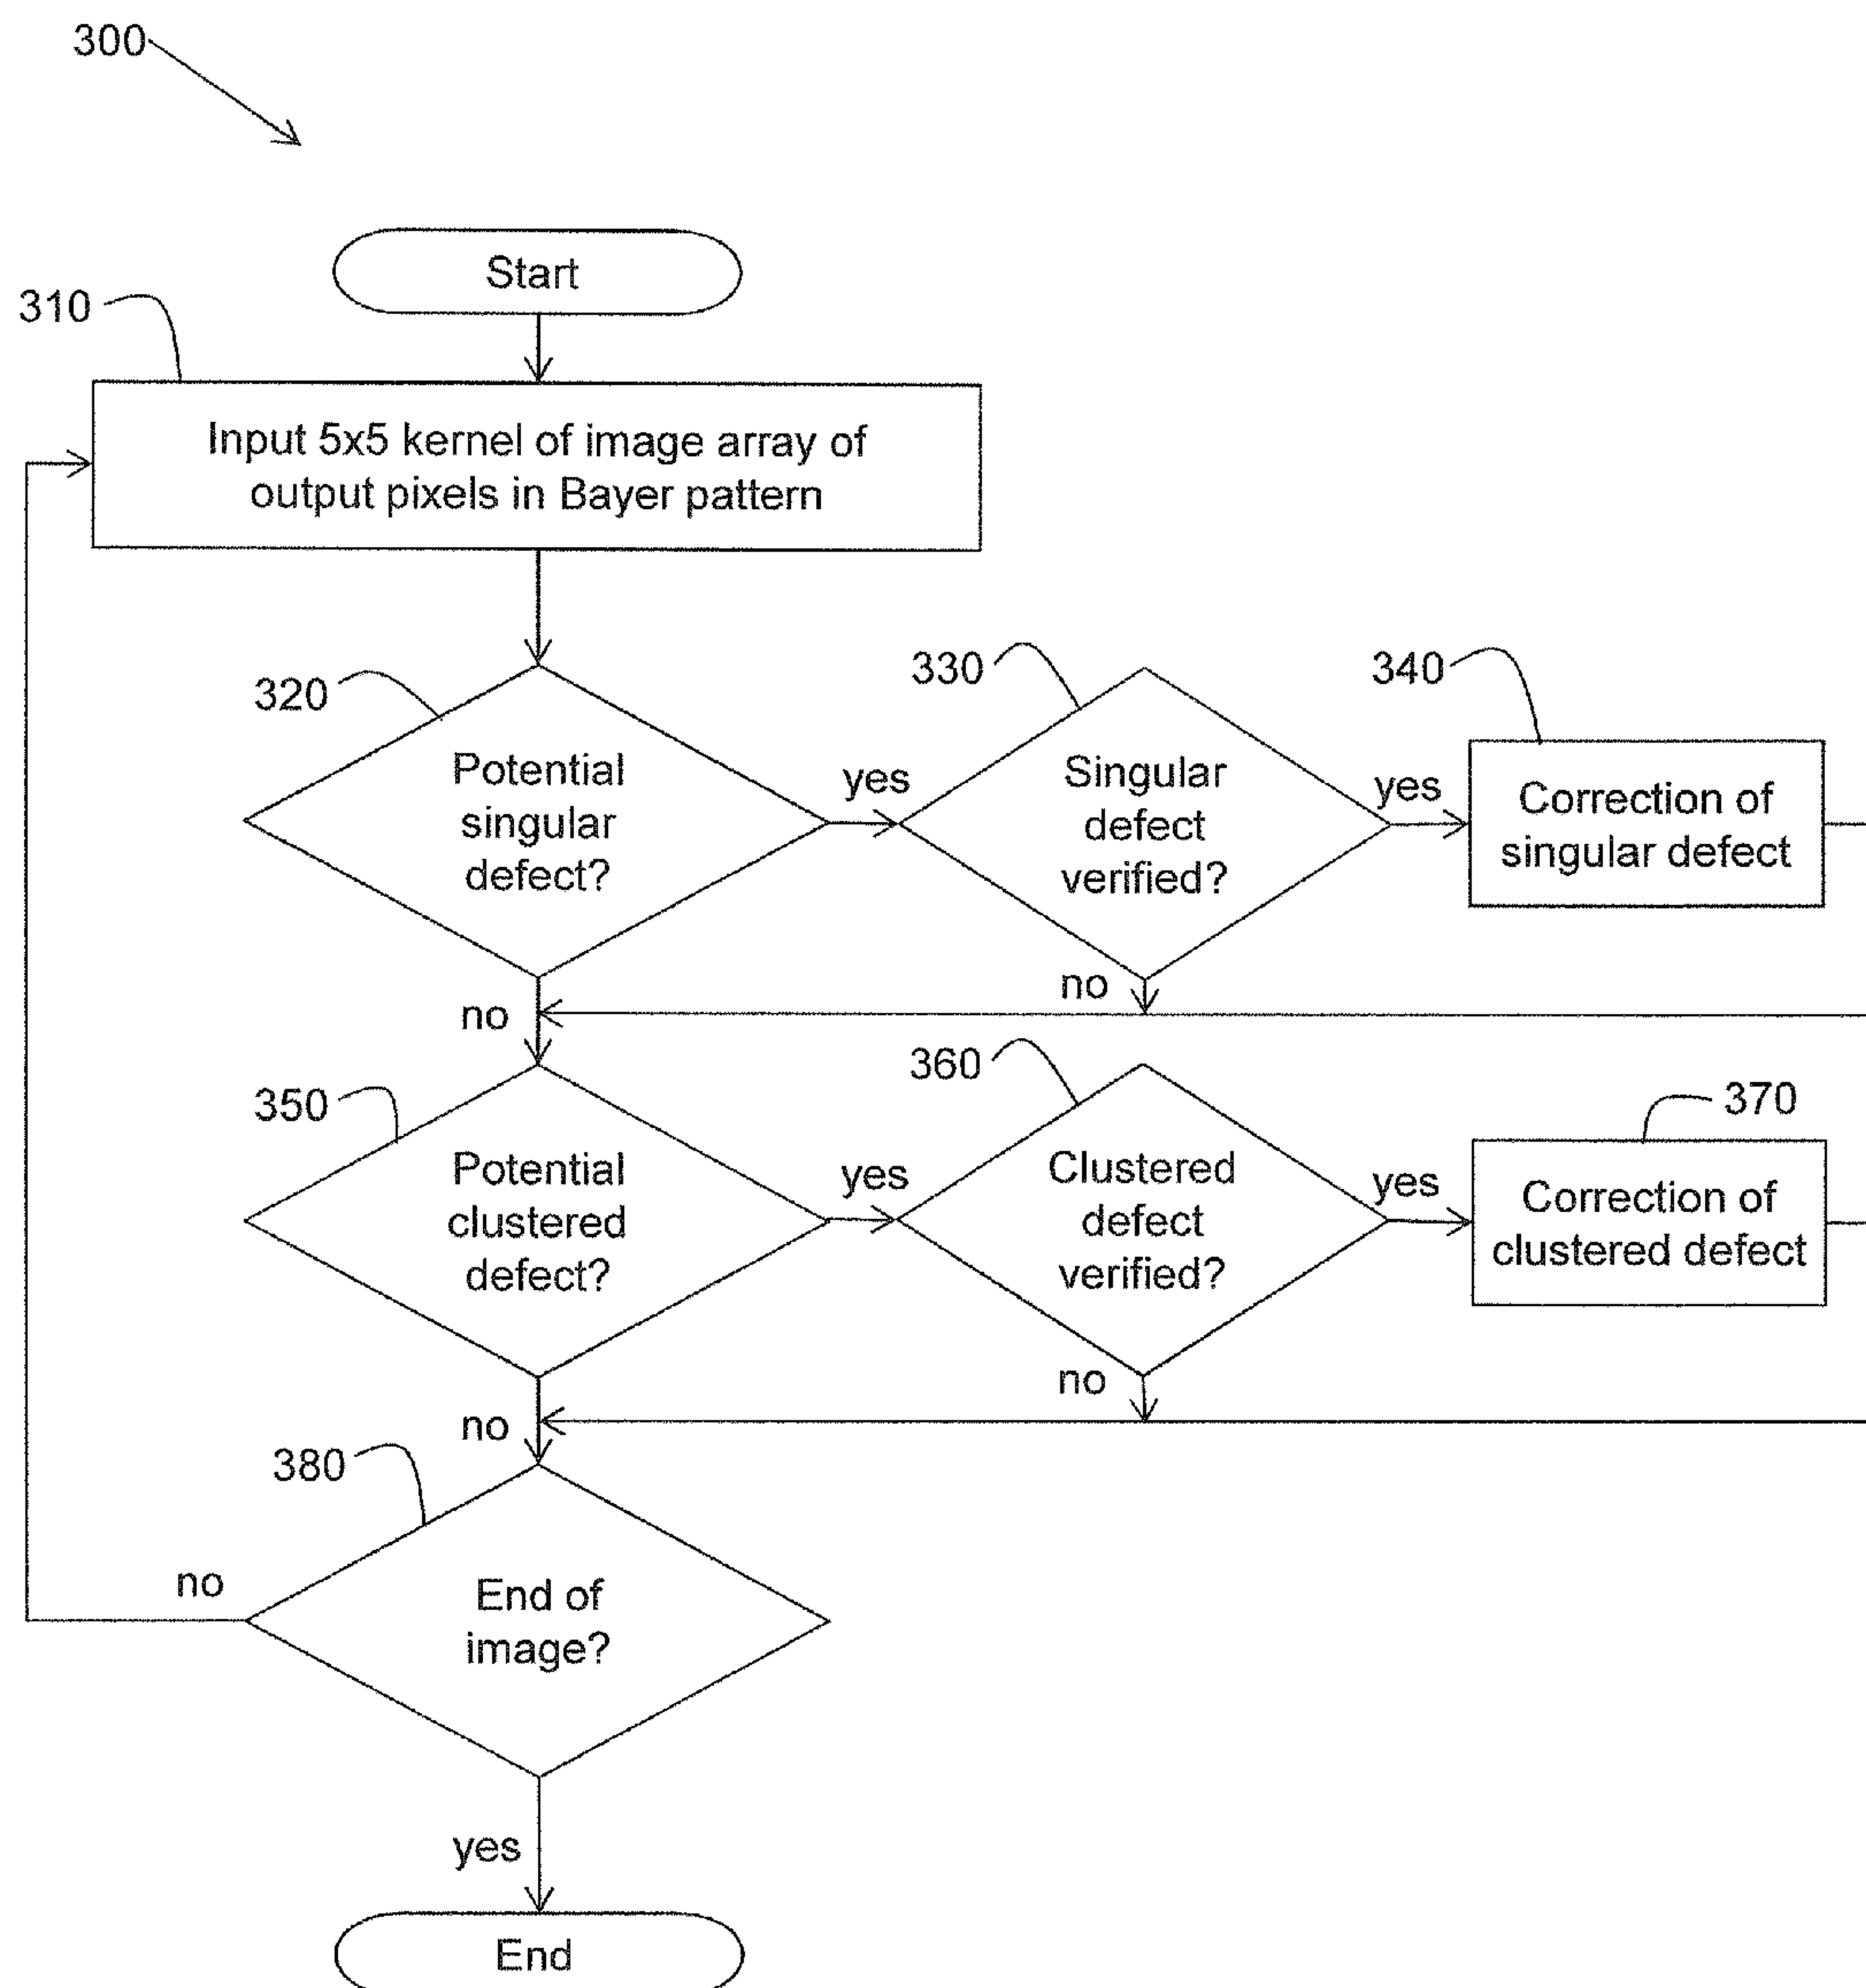 300
Start
310
Input 5x5 kernel of image array of
output pixels in Bayer pattern
320
Potential
singular
defect?
yes
330
Singular
defect
verified?
yes
340
Correction of
singular defect
no
no
350
Potential
clustered
defect?
yes
360
Clustered
defect
verified?
yes
370
Correction of
clustered defect
no
no
380
End of
image?
no
yes
End